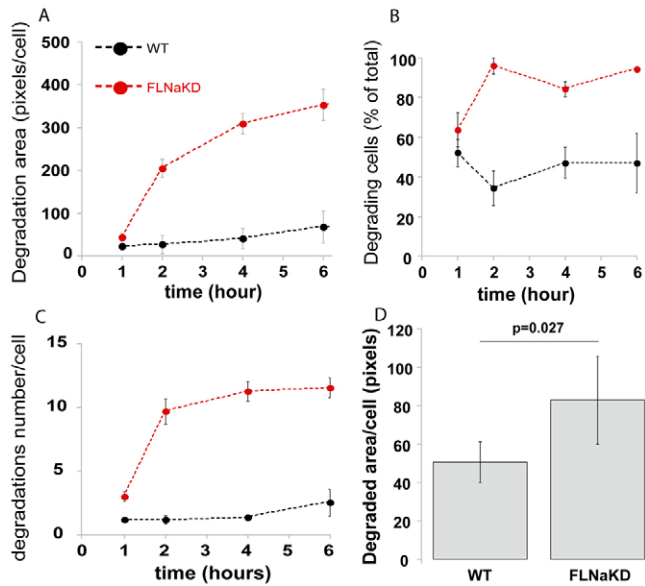 A
WT
FLNaKD
Degradation area (pixels/cell)
500
400
300
200
100
0
0 1 2 3 4 5 6
time (hour)
B
Degrading cells (% of total)
100
80
60
40
20
0
0 1 2 3 4 5 6
time (hour)
C
degradations number/cell
15
10
5
0
0 1 2 3 4 5 6
time (hours)
D
Degraded area/cell (pixels)
120
100
80
60
40
20
0
p=0.027
WT FLNaKD